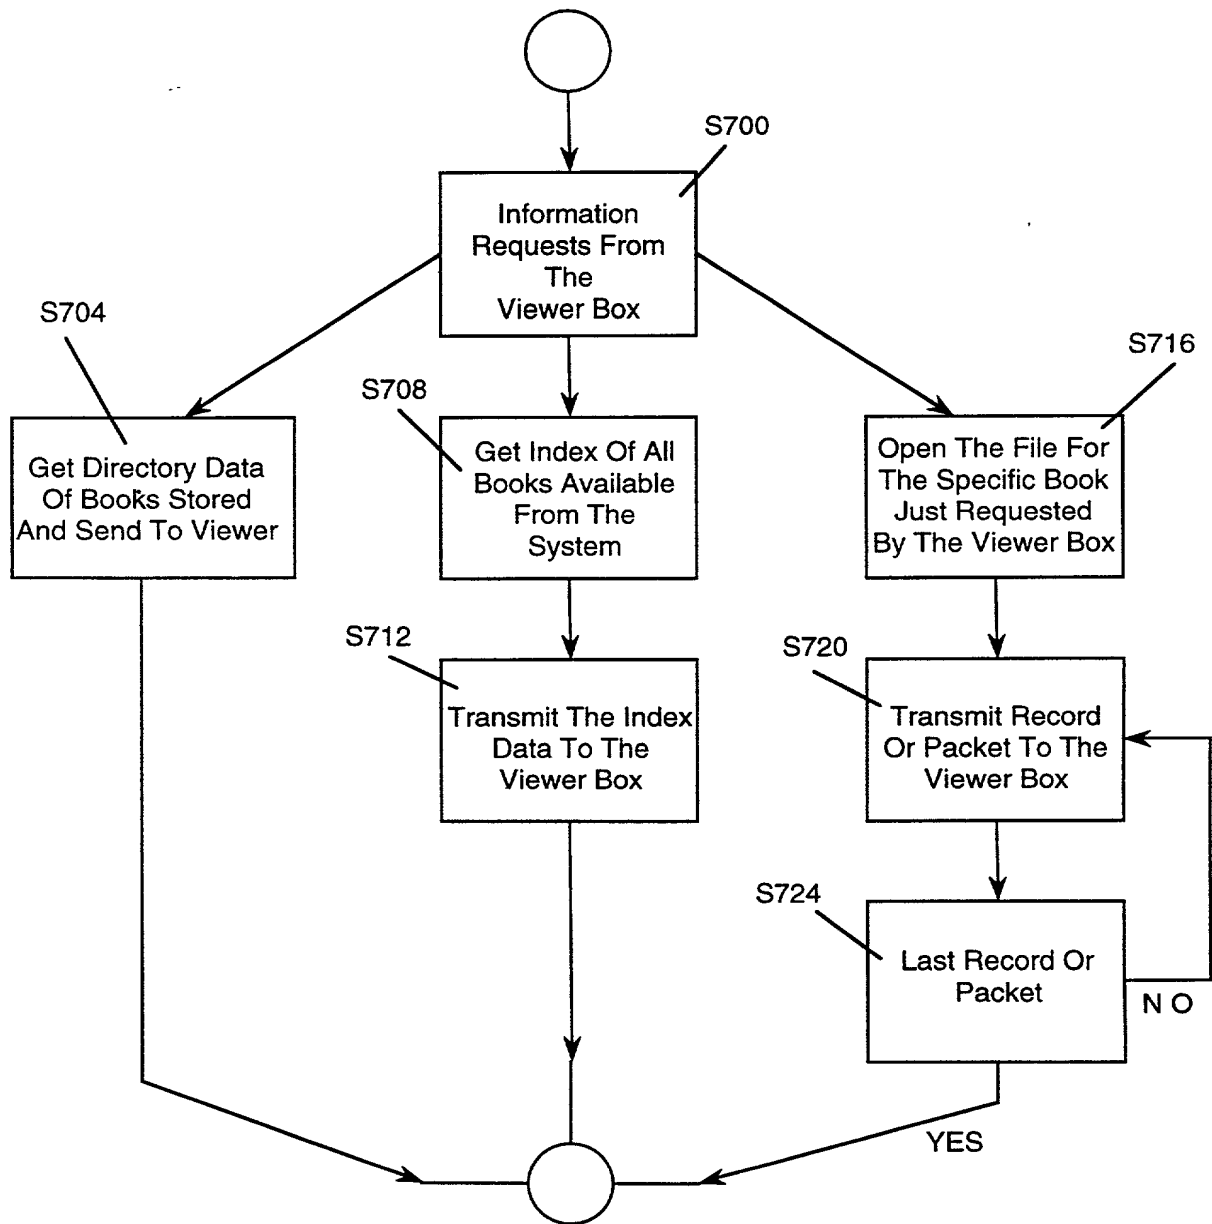 S700
Information
Requests From
The
Viewer Box
S704
Get Directory Data
Of Books Stored
And Send To Viewer
S708
Get Index Of All
Books Available
From The
System
S716
Open The File For
The Specific Book
Just Requested
By The Viewer Box
S712
Transmit The Index
Data To The
Viewer Box
S720
Transmit Record
Or Packet To The
Viewer Box
S724
Last Record Or
Packet
N O
YES